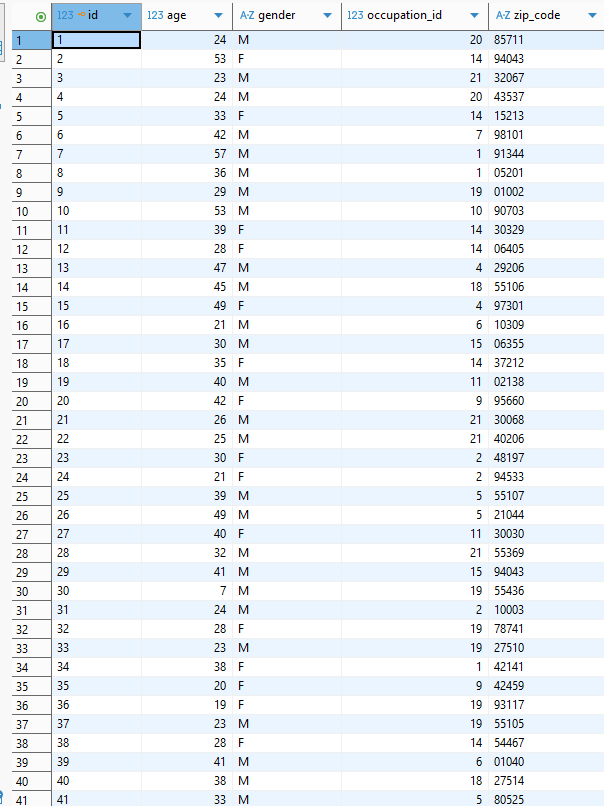 123 id 123 age A-Z gender 123 occupation_id A-Z zip_code
1 1 24 M 20 85711
2 2 53 F 14 94043
3 3 23 M 21 32067
4 4 24 M 20 43537
5 5 33 F 14 15213
6 6 42 M 7 98101
7 7 57 M 1 91344
8 8 36 M 1 05201
9 9 29 M 19 01002
10 10 53 M 10 90703
11 11 39 F 14 30329
12 12 28 F 14 06405
13 13 47 M 4 29206
14 14 45 M 18 55106
15 15 49 F 4 97301
16 16 21 M 6 10309
17 17 30 M 15 06355
18 18 35 F 14 37212
19 19 40 M 11 02138
20 20 42 F 9 95660
21 21 26 M 21 30068
22 22 25 M 21 40206
23 23 30 F 2 48197
24 24 21 F 2 94533
25 25 39 M 5 55107
26 26 49 M 5 21044
27 27 40 F 11 30030
28 28 32 M 21 55369
29 29 41 M 15 94043
30 30 7 M 19 55436
31 31 24 M 2 10003
32 32 28 F 19 78741
33 33 23 M 19 27510
34 34 38 F 1 42141
35 35 20 F 9 42459
36 36 19 F 19 93117
37 37 23 M 19 55105
38 38 28 F 14 54467
39 39 41 M 6 01040
40 40 38 M 18 27514
41 41 33 M 5 80525